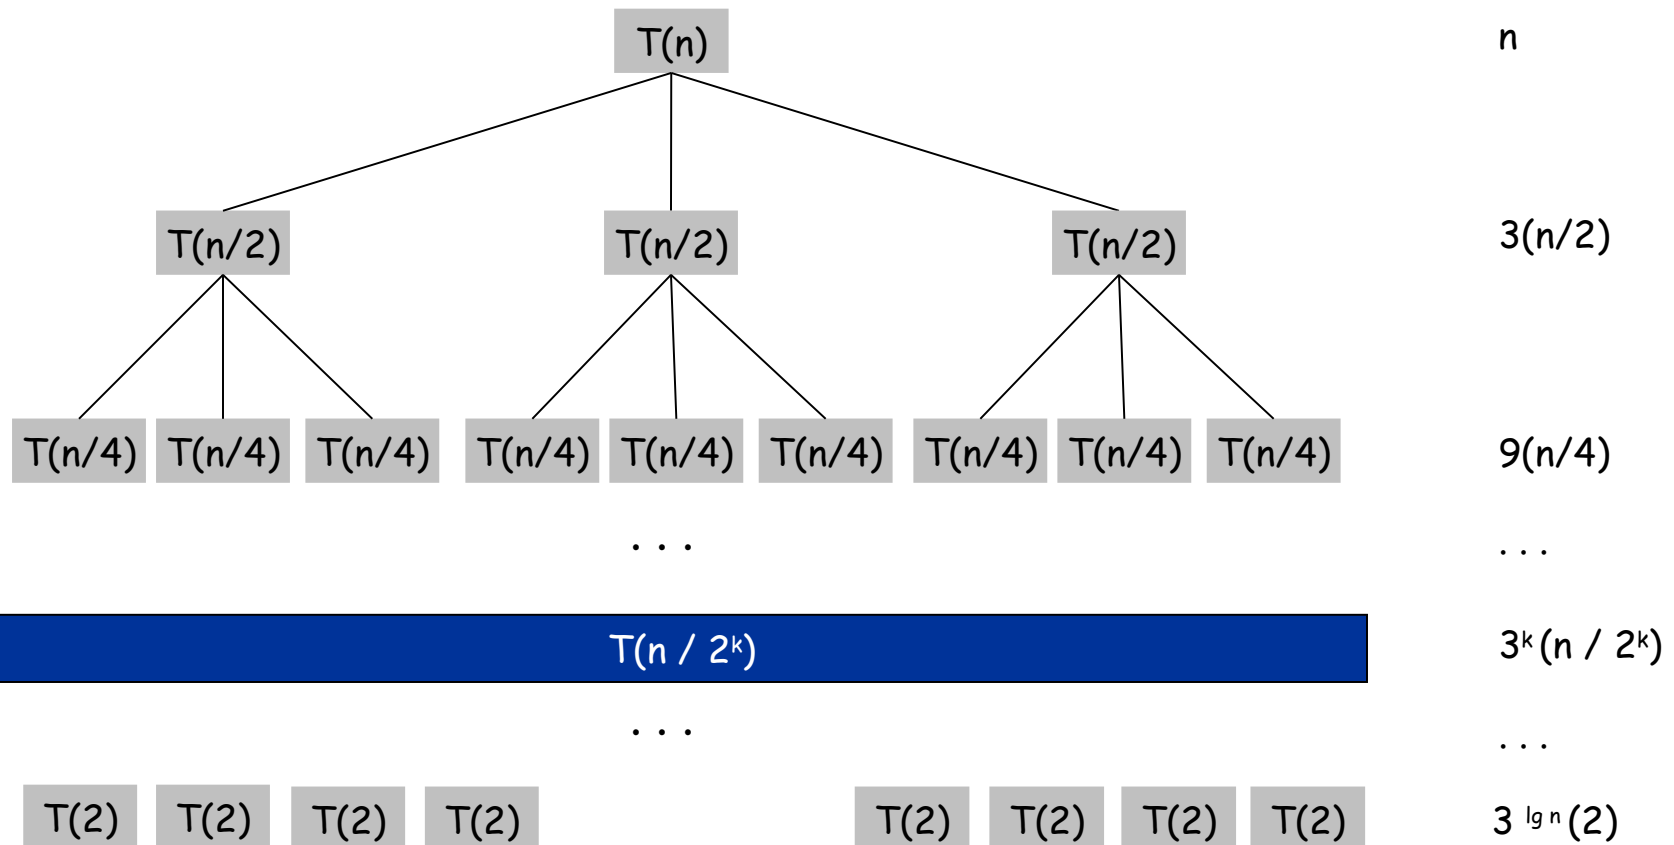 T(n) n
T(n/2) T(n/2) T(n/2) 3(n/2)
T(n/4) T(n/4) T(n/4) T(n/4) T(n/4) T(n/4) T(n/4) T(n/4) T(n/4) 9(n/4)
. . . . . .
T(n / 2ᵏ) 3ᵏ (n / 2ᵏ)
. . . . . .
T(2) T(2) T(2) T(2) T(2) T(2) T(2) T(2) 3 ˡᵍ ⁿ (2)